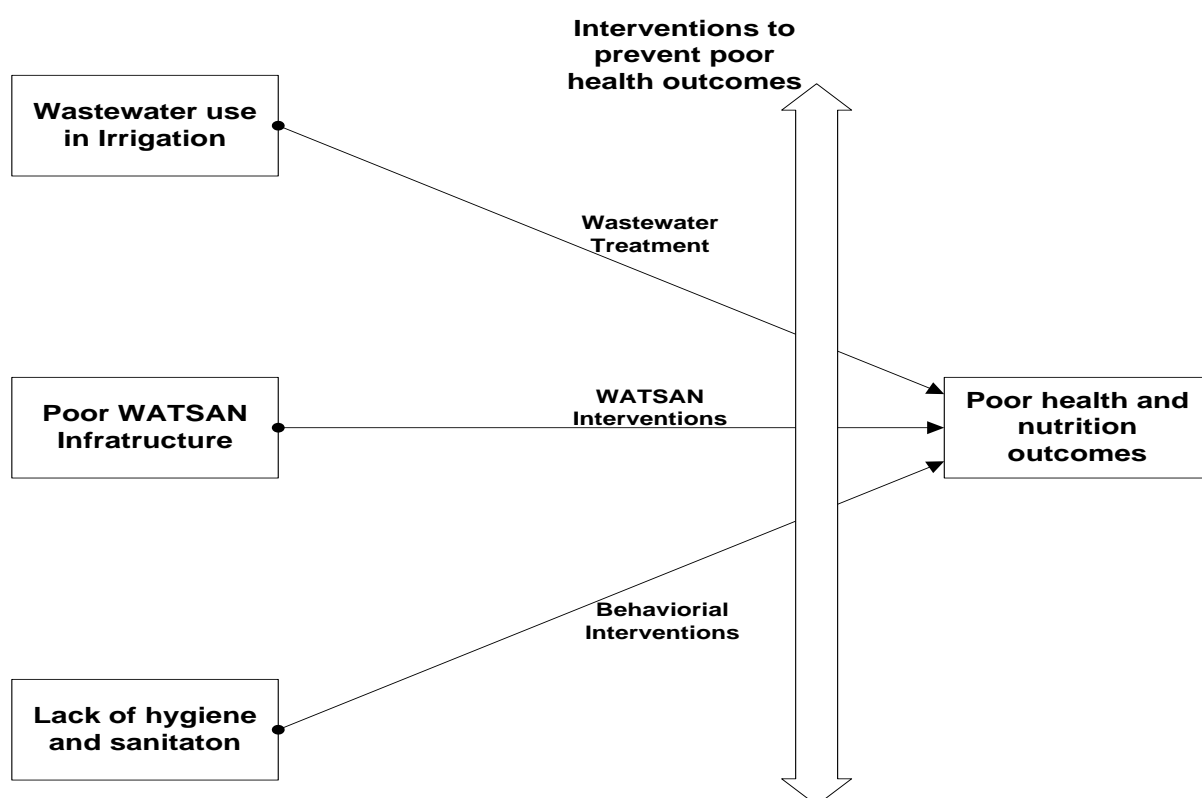 Interventions to
prevent poor
health outcomes
Wastewater use
in Irrigation
Wastewater
Treatment
Poor WATSAN
Infratructure
WATSAN
Interventions
Poor health and
nutrition
outcomes
Behaviorial
Interventions
Lack of hygiene
and sanitaton